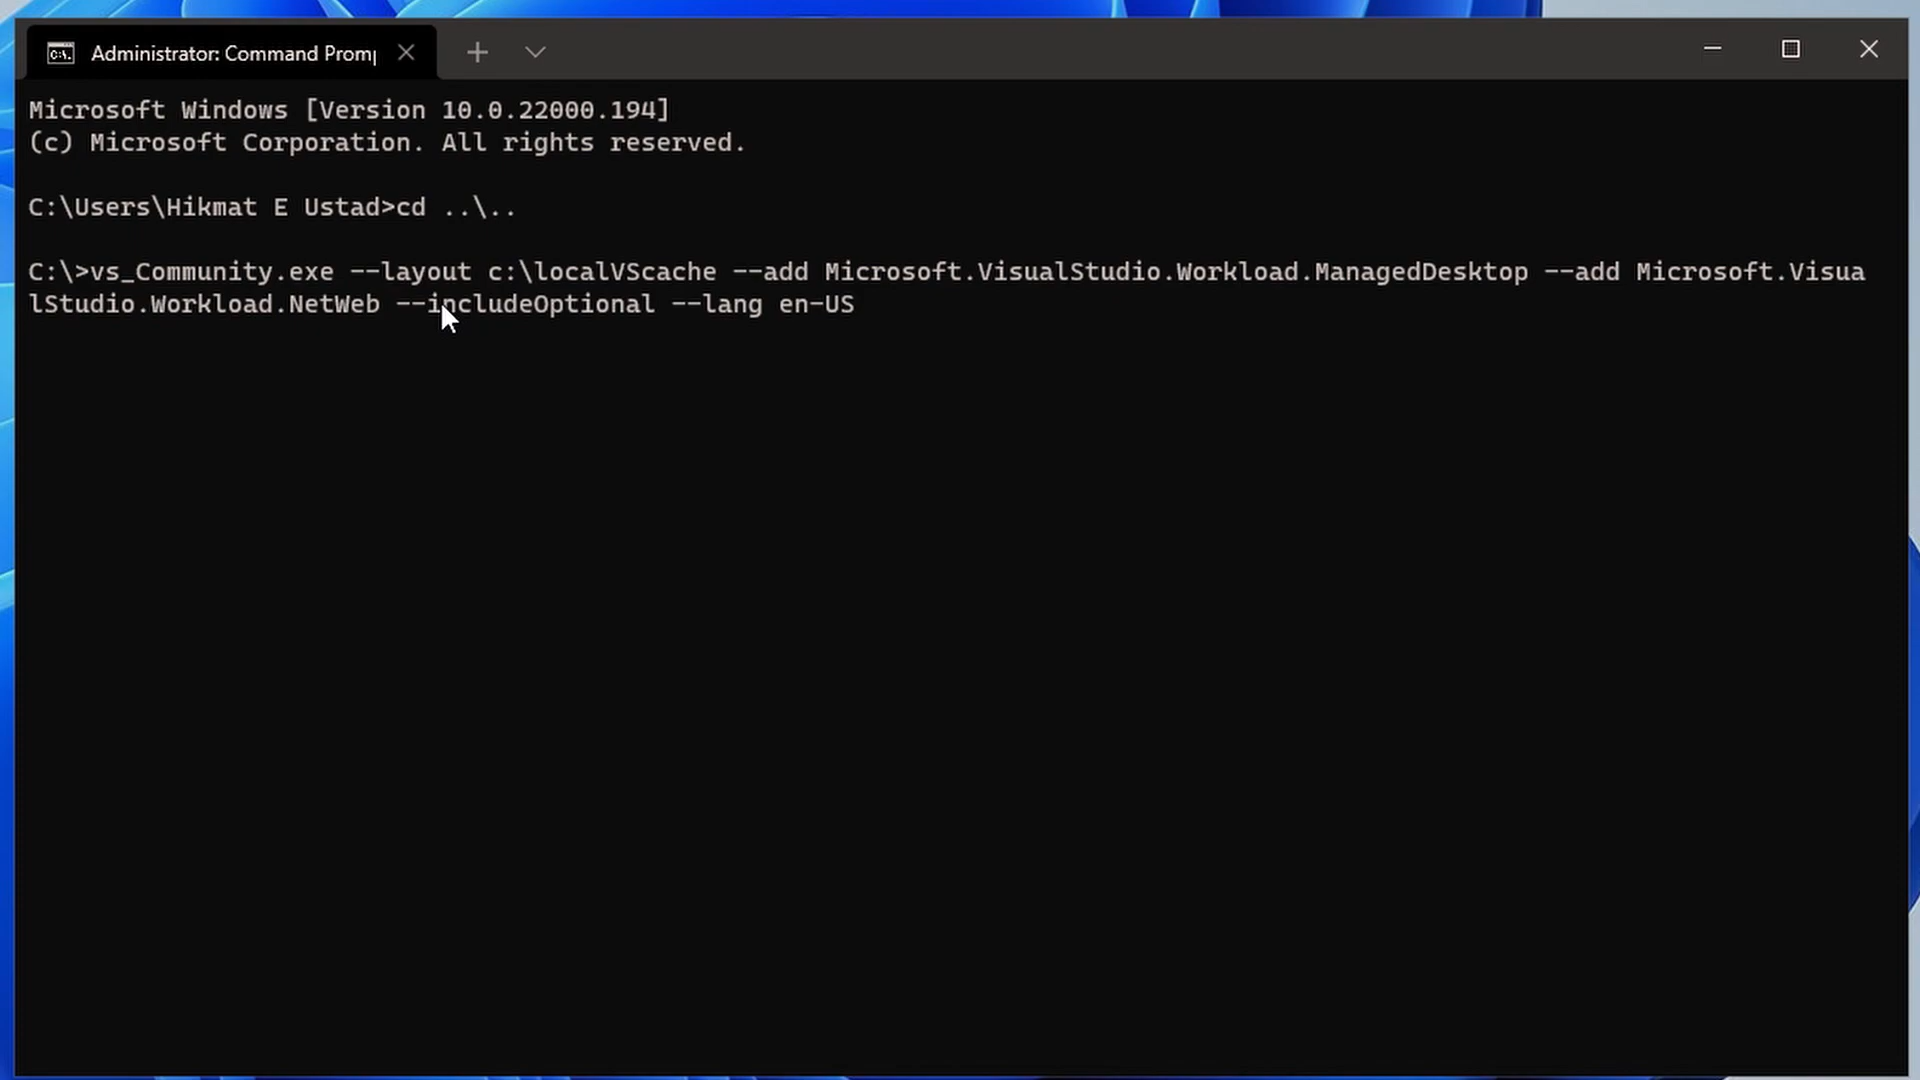 Administrator: Command Prom
Microsoft Windows [Version 10.0.22000.194]
(c) Microsoft Corporation. All rights reserved.
C:\Users\Hikmat E Ustad>cd ..\..
C:\>vs_Community.exe --layout c:\localVScache --add Microsoft.VisualStudio.Workload.ManagedDesktop --add Microsoft.Visua
lStudio.Workload.NetWeb --includeOptional --lang en-US